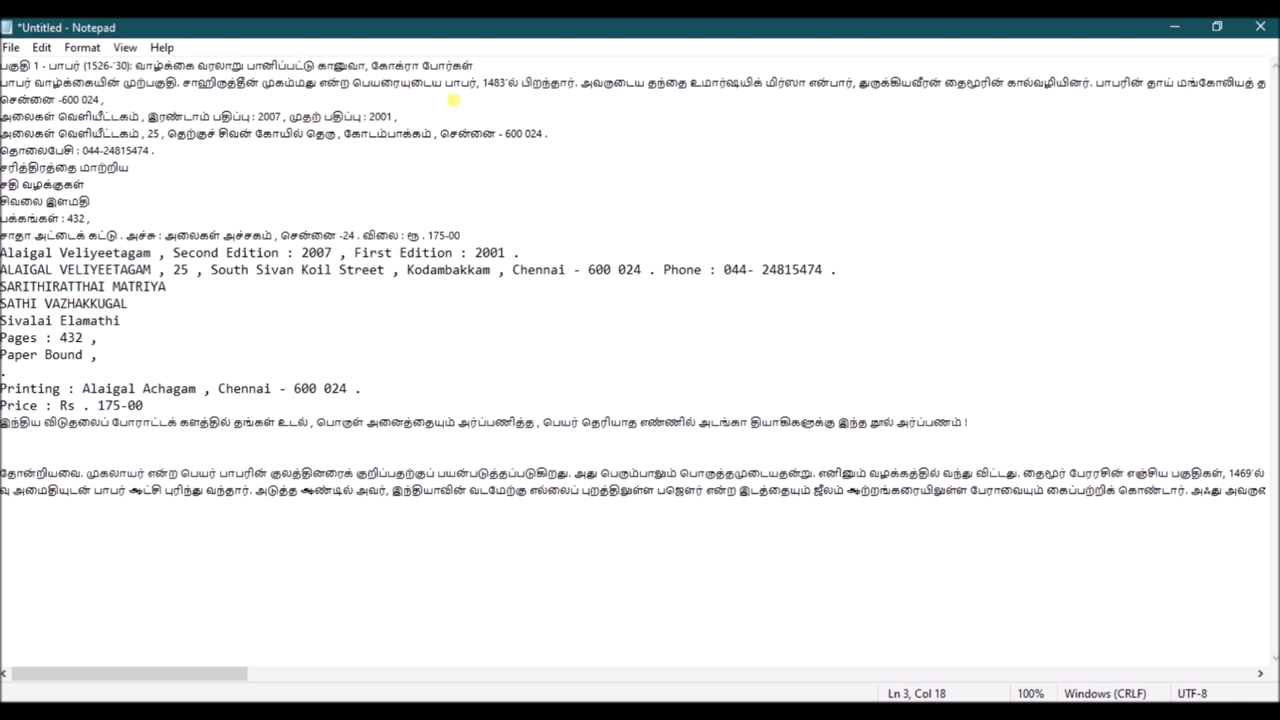 *Untitled - Notepad
File Edit Format View Help
பகுதி 1 - பாபர் (1526-'30): வாழ்க்கை வரலாறு பானிப்பட்டு கானுவா, கோக்ரா போர்கள்
பாபர் வாழ்க்கையின் முற்பகுதி. சாஹிருத்தீன் முகம்மது என்ற பெயரையுடைய பாபர், 1483'ல் பிறந்தார். அவருடைய தந்தை உமார்ஷயிக் மிர்ஸா என்பார், துருக்கியவீரன் தைமூரின் கால்வழியினர். பாபரின் தாய் மங்கோலியத் த
சென்னை -600 024 ,
அலைகள் வெளியீட்டகம் , இரண்டாம் பதிப்பு : 2007 , முதற் பதிப்பு : 2001 ,
அலைகள் வெளியீட்டகம் , 25 , தெற்குச் சிவன் கோயில் தெரு , கோடம்பாக்கம் , சென்னை - 600 024 .
தொலைபேசி : 044-24815474 .
சரித்திரத்தை மாற்றிய
சதி வழக்குகள்
சிவலை இளமதி
பக்கங்கள் : 432 ,
சாதா அட்டைக் கட்டு . அச்சு : அலைகள் அச்சகம் , சென்னை -24 . விலை : ரூ . 175-00
Alaigal Veliyeetagam , Second Edition : 2007 , First Edition : 2001 .
ALAIGAL VELIYEETAGAM , 25 , South Sivan Koil Street , Kodambakkam , Chennai - 600 024 . Phone : 044- 24815474 .
SARITHIRATTHAI MATRIYA
SATHI VAZHAKKUGAL
Sivalai Elamathi
Pages : 432 ,
Paper Bound ,
.
Printing : Alaigal Achagam , Chennai - 600 024 .
Price : Rs . 175-00
இந்திய விடுதலைப் போராட்டக் களத்தில் தங்கள் உடல் , பொருள் அனைத்தையும் அர்ப்பணித்த , பெயர் தெரியாத எண்ணில் அடங்கா தியாகிகளுக்கு இந்த நூல் அர்ப்பணம் !
தோன்றியவை. முகலாயர் என்ற பெயர் பாபரின் குலத்தினரைக் குறிப்பதற்குப் பயன்படுத்தப்படுகிறது. அது பெரும்பாலும் பொருத்தமுடையதன்று. எனினும் வழக்கத்தில் வந்து விட்டது. தைமூர் பேரரசின் எஞ்சிய பகுதிகள், 1469'ல்
வு அமைதியுடன் பாபர் ஆட்சி புரிந்து வந்தார். அடுத்த ஆண்டில் அவர், இந்தியாவின் வடமேற்கு எல்லைப் புறத்திலுள்ள பஜௌர் என்ற இடத்தையும் ஜீலம் ஆற்றங்கரையிலுள்ள பேராவையும் கைப்பற்றிக் கொண்டார். அஃது
Ln 3, Col 18 100% Windows (CRLF) UTF-8